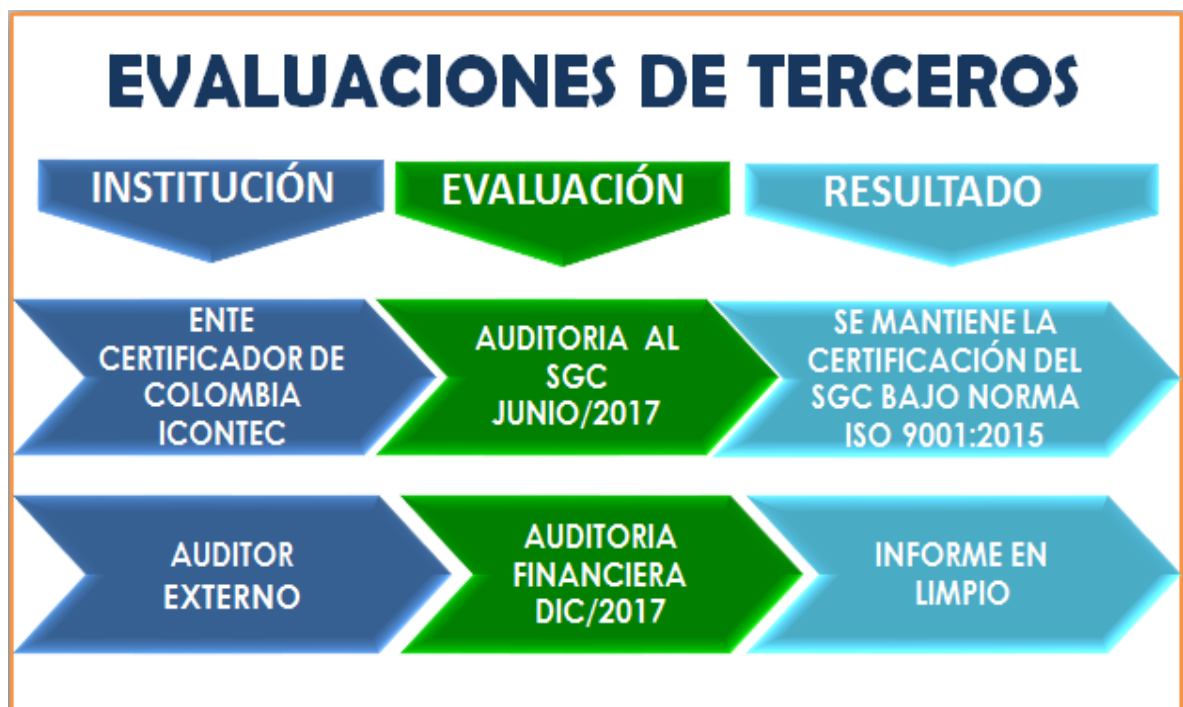 EVALUACIONES DE TERCEROS
INSTITUCIÓN
EVALUACIÓN
RESULTADO
ENTE
CERTIFICADOR DE
COLOMBIA
ICONTEC
AUDITORIA AL
SGC
JUNIO/2017
SE MANTIENE LA
CERTIFICACIÓN DEL
SGC BAJO NORMA
ISO 9001:2015
AUDITOR
EXTERNO
AUDITORIA
FINANCIERA
DIC/2017
INFORME EN
LIMPIO